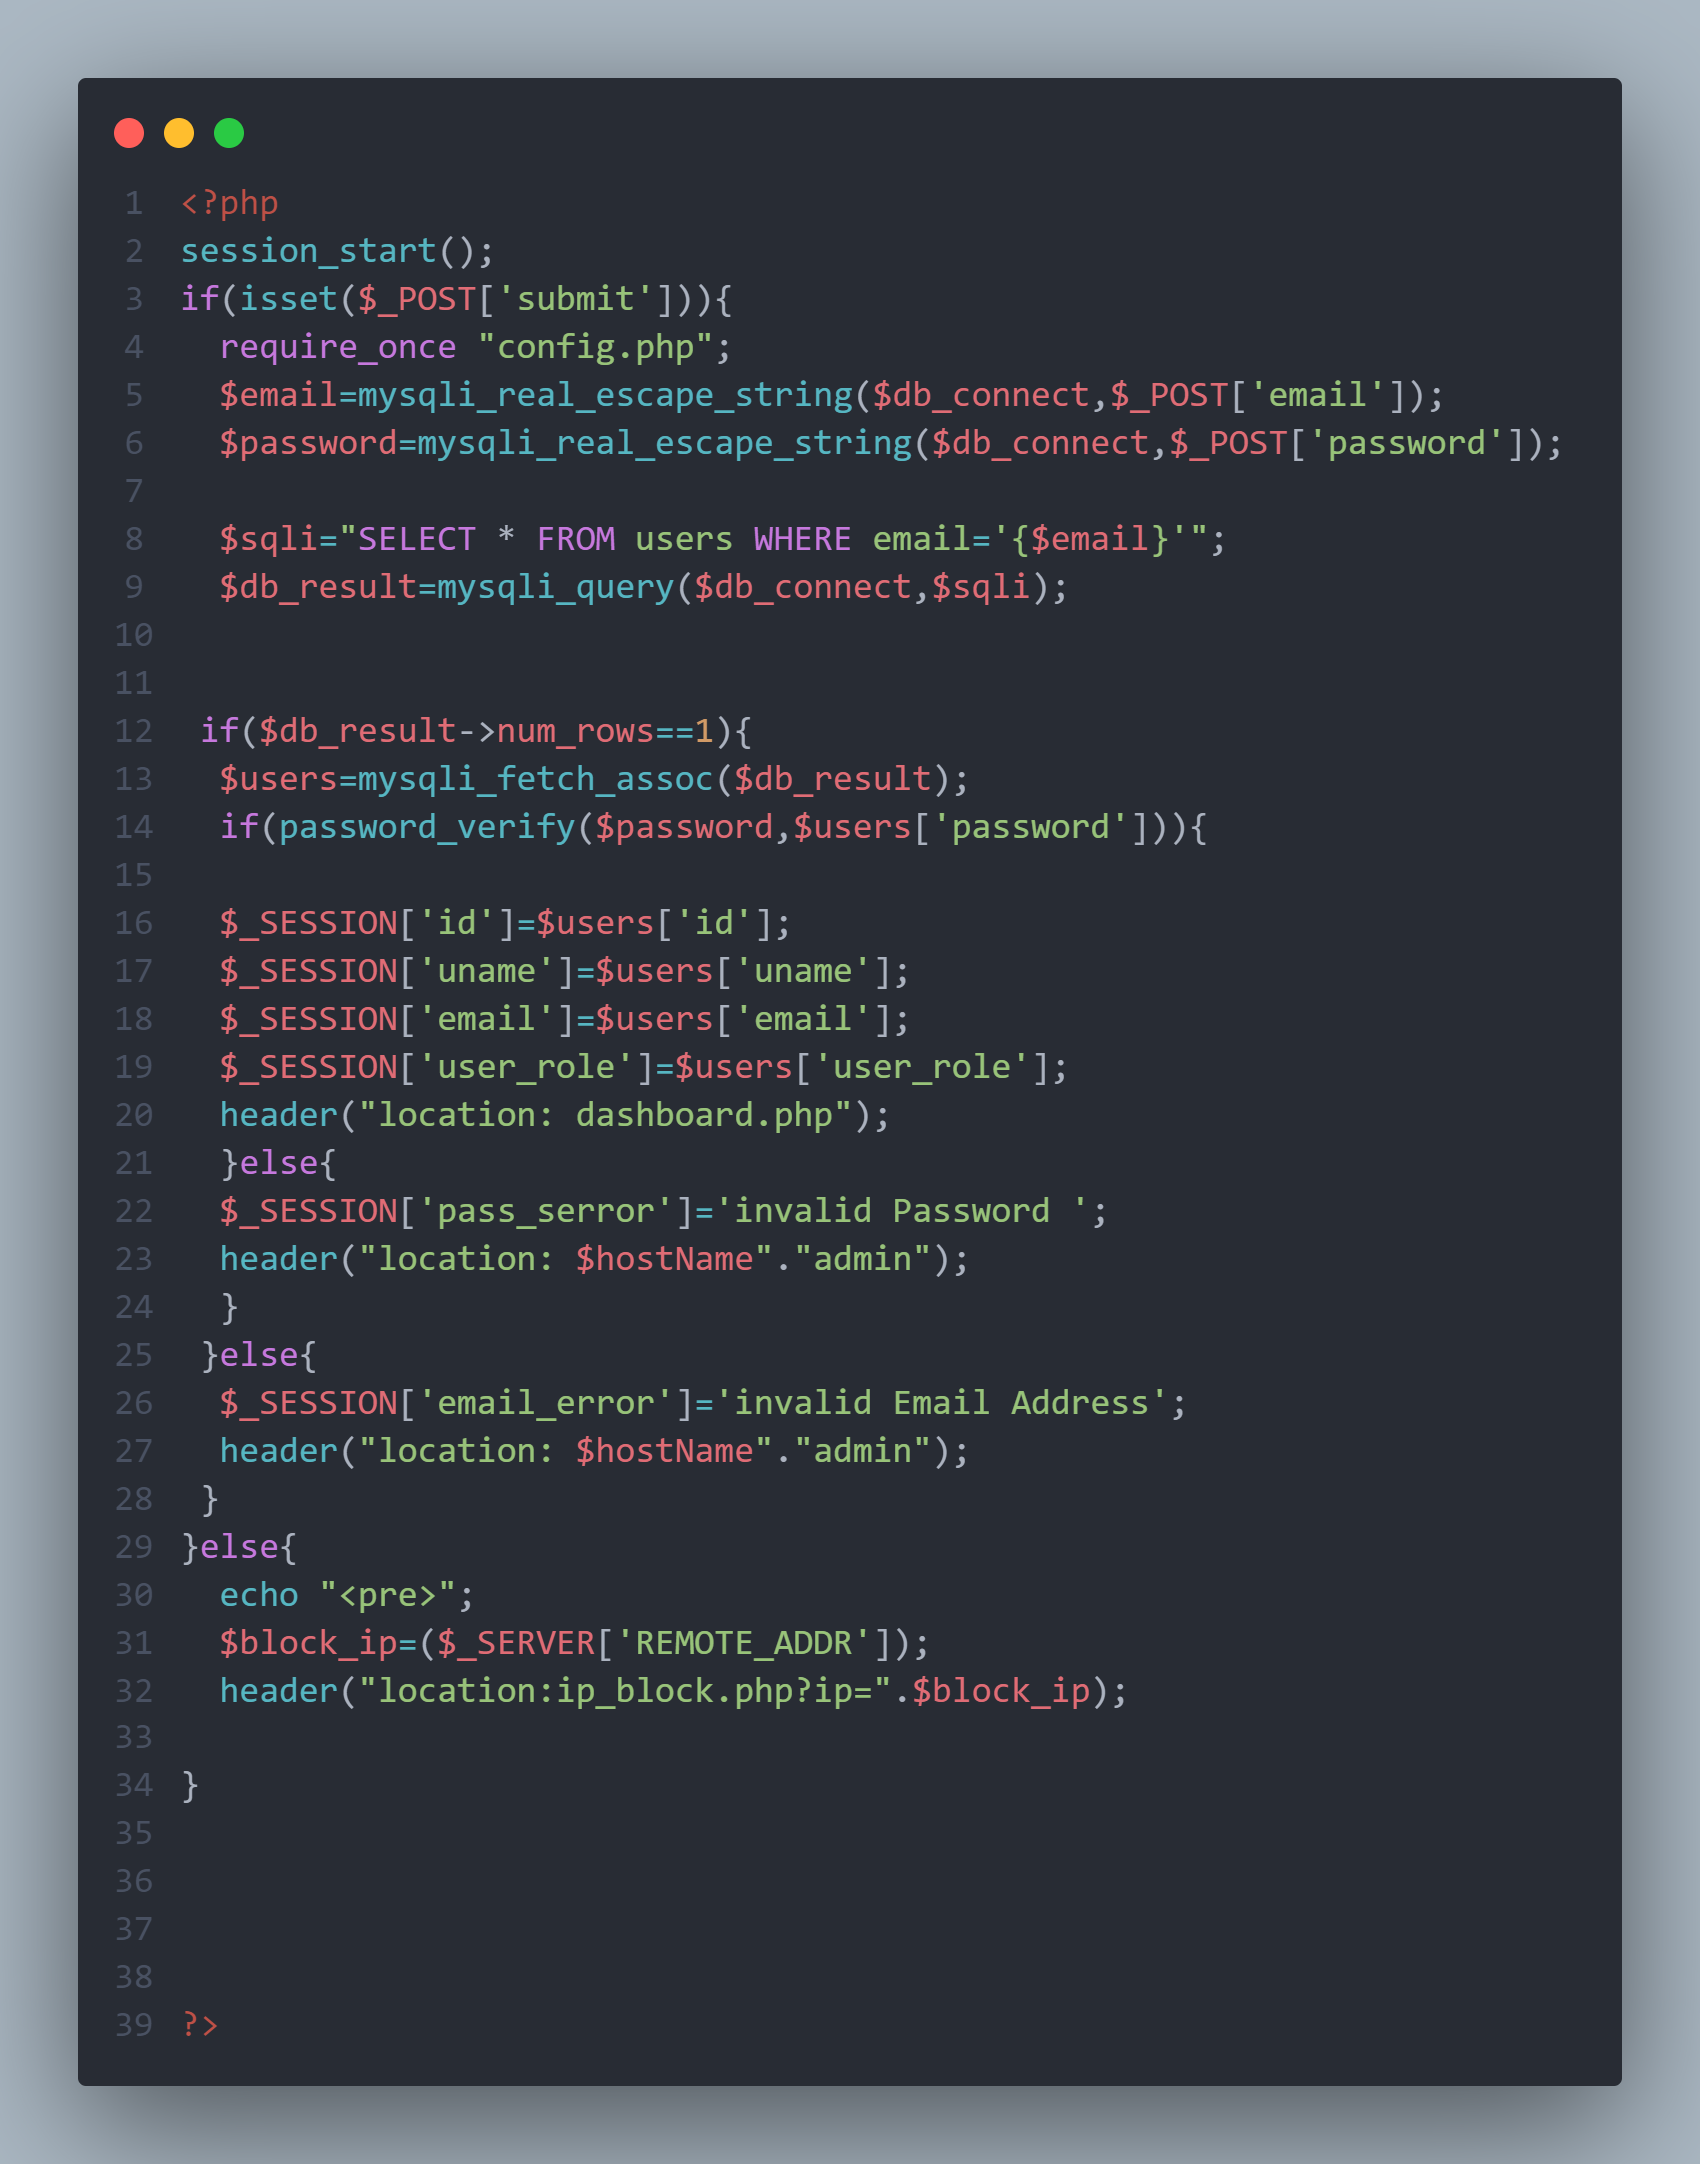 1 <?php
2 session_start();
3 if(isset($_POST['submit'])){
4   require_once "config.php";
5   $email=mysqli_real_escape_string($db_connect,$_POST['email']);
6   $password=mysqli_real_escape_string($db_connect,$_POST['password']);
7
8   $sqli="SELECT * FROM users WHERE email='{$email}'";
9   $db_result=mysqli_query($db_connect,$sqli);
10
11
12  if($db_result->num_rows==1){
13   $users=mysqli_fetch_assoc($db_result);
14   if(password_verify($password,$users['password'])){
15
16   $_SESSION['id']=$users['id'];
17   $_SESSION['uname']=$users['uname'];
18   $_SESSION['email']=$users['email'];
19   $_SESSION['user_role']=$users['user_role'];
20   header("location: dashboard.php");
21   }else{
22   $_SESSION['pass_serror']='invalid Password ';
23   header("location: $hostName"."admin");
24   }
25  }else{
26   $_SESSION['email_error']='invalid Email Address';
27   header("location: $hostName"."admin");
28  }
29 }else{
30   echo "<pre>";
31   $block_ip=($_SERVER['REMOTE_ADDR']);
32   header("location:ip_block.php?ip=".$block_ip);
33
34 }
35
36
37
38
39 ?>